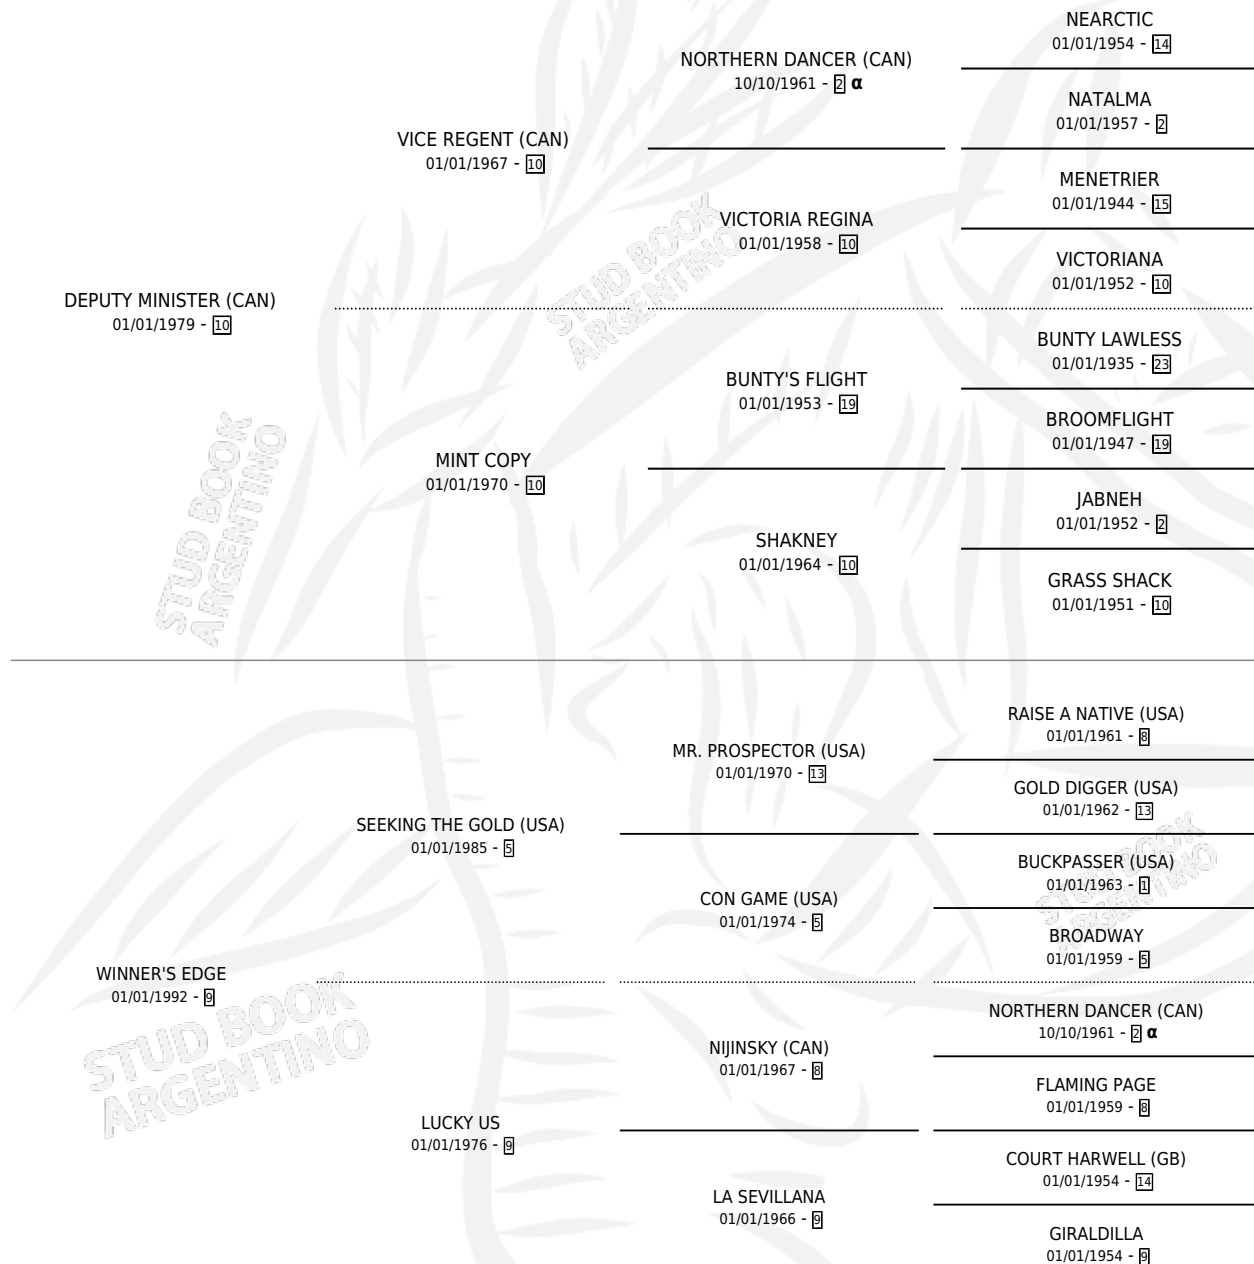 NEARCTIC
01/01/1954 - 14
NORTHERN DANCER (CAN)
10/10/1961 - 2 α
NATALMA
01/01/1957 - 2
VICE REGENT (CAN)
01/01/1967 - 10
MENETRIER
01/01/1944 - 15
VICTORIA REGINA
01/01/1958 - 10
VICTORIANA
01/01/1952 - 10
DEPUTY MINISTER (CAN)
01/01/1979 - 10
BUNTY LAWLESS
01/01/1935 - 23
BUNTY'S FLIGHT
01/01/1953 - 19
BROOMFLIGHT
01/01/1947 - 19
MINT COPY
01/01/1970 - 10
JABNEH
01/01/1952 - 2
SHAKNEY
01/01/1964 - 10
GRASS SHACK
01/01/1951 - 10
RAISE A NATIVE (USA)
01/01/1961 - 8
MR. PROSPECTOR (USA)
01/01/1970 - 13
GOLD DIGGER (USA)
01/01/1962 - 13
SEEKING THE GOLD (USA)
01/01/1985 - 5
BUCKPASSER (USA)
01/01/1963 - 1
CON GAME (USA)
01/01/1974 - 5
BROADWAY
01/01/1959 - 5
WINNER'S EDGE
01/01/1992 - 9
NORTHERN DANCER (CAN)
10/10/1961 - 2 α
NIJINSKY (CAN)
01/01/1967 - 8
FLAMING PAGE
01/01/1959 - 8
LUCKY US
01/01/1976 - 9
COURT HARWELL (GB)
01/01/1954 - 14
LA SEVILLANA
01/01/1966 - 9
GIRALDILLA
01/01/1954 - 9
STUD BOOK
ARGENTINO
STUD BOOK
ARGENTINO
STUD BOOK
ARGENTINO
STUD BOOK
ARGENTINO